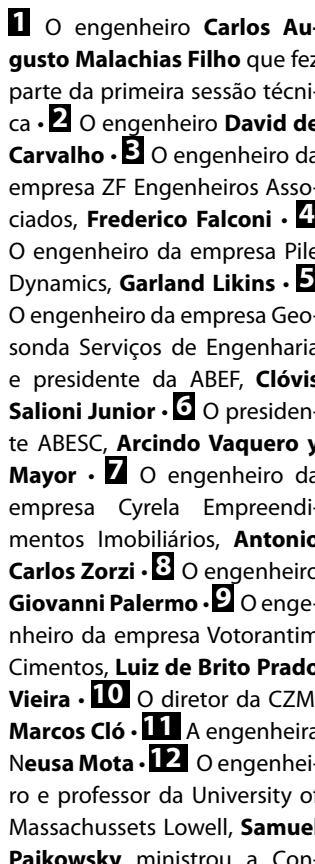 1 O engenheiro Carlos Au-
gusto Malachias Filho que fez
parte da primeira sessão técni-
ca • 2 O engenheiro David de
Carvalho • 3 O engenheiro da
empresa ZF Engenheiros Asso-
ciados, Frederico Falconi • 4
O engenheiro da empresa Pile
Dynamics, Garland Likins • 5
O engenheiro da empresa Geo-
sonda Serviços de Engenharia
e presidente da ABEF, Clóvis
Salioni Junior • 6 O presiden-
te ABESC, Arcindo Vaquero y
Mayor • 7 O engenheiro da
empresa Cyrela Empreendi-
mentos Imobiliários, Antonio
Carlos Zorzi • 8 O engenheiro
Giovanni Palermo • 9 O enge-
nheiro da empresa Votorantim
Cimentos, Luiz de Brito Prado
Vieira • 10 O diretor da CZM,
Marcos Cló • 11 A engenheira
Neusa Mota • 12 O engenhei-
ro e professor da University of
Massachussets Lowell, Samuel
Paikowsky ministrou a Con-